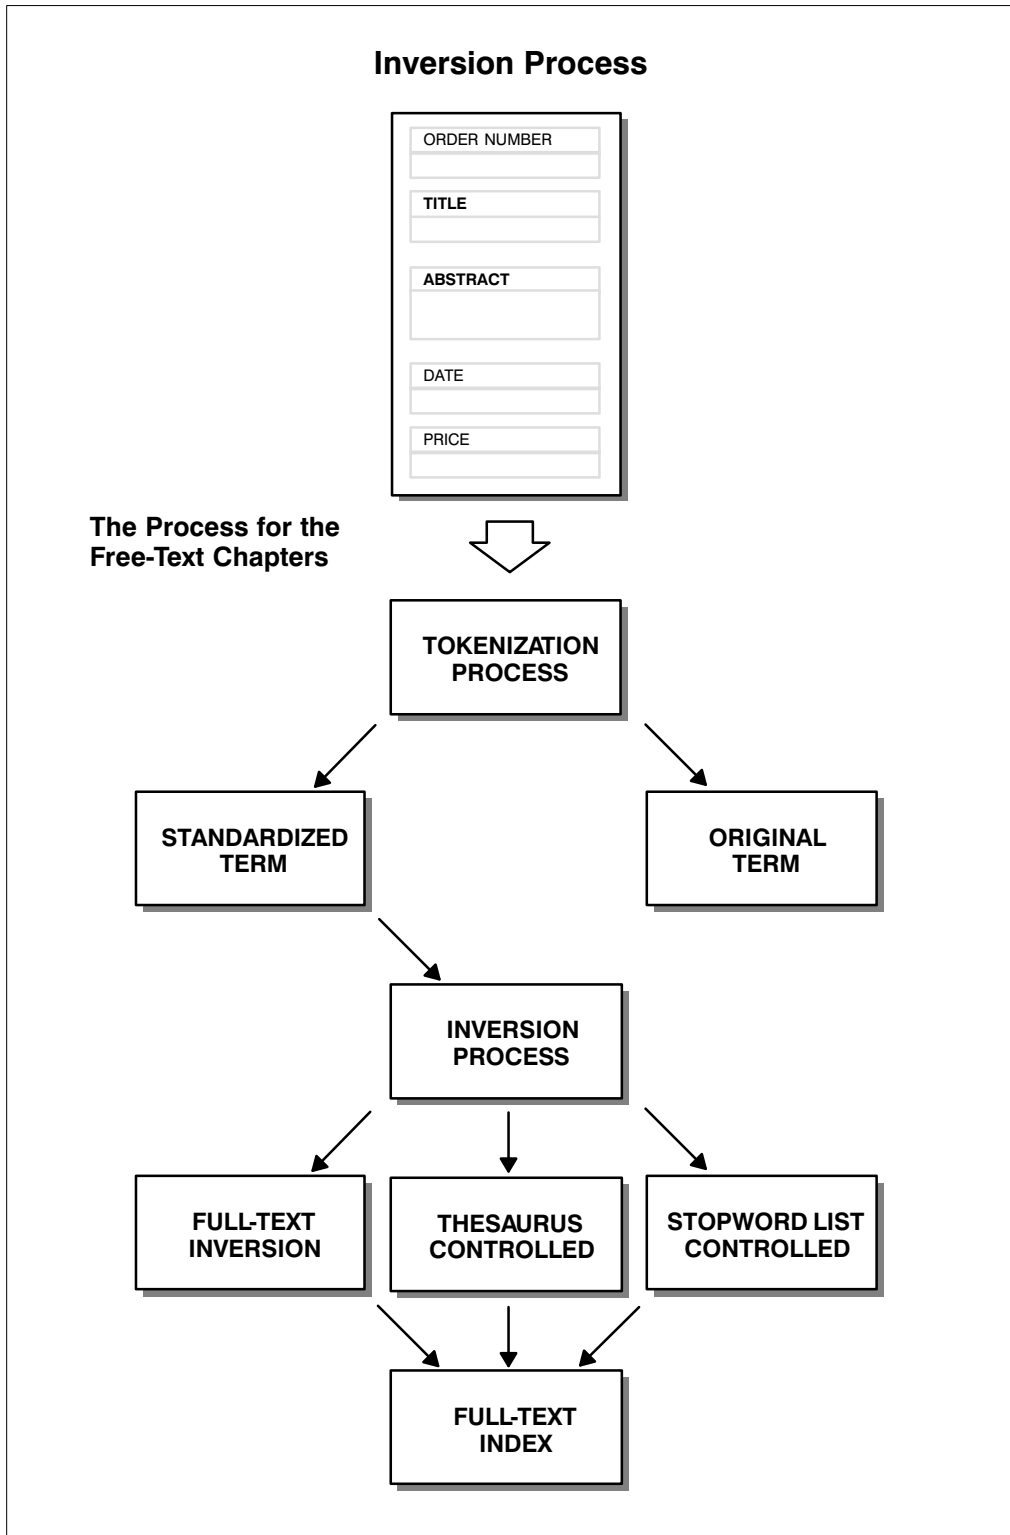 Inversion Process
ORDER NUMBER
TITLE
ABSTRACT
DATE
PRICE
The Process for the
Free-Text Chapters
TOKENIZATION
PROCESS
STANDARDIZED
TERM
ORIGINAL
TERM
INVERSION
PROCESS
FULL-TEXT
INVERSION
THESAURUS
CONTROLLED
STOPWORD LIST
CONTROLLED
FULL-TEXT
INDEX